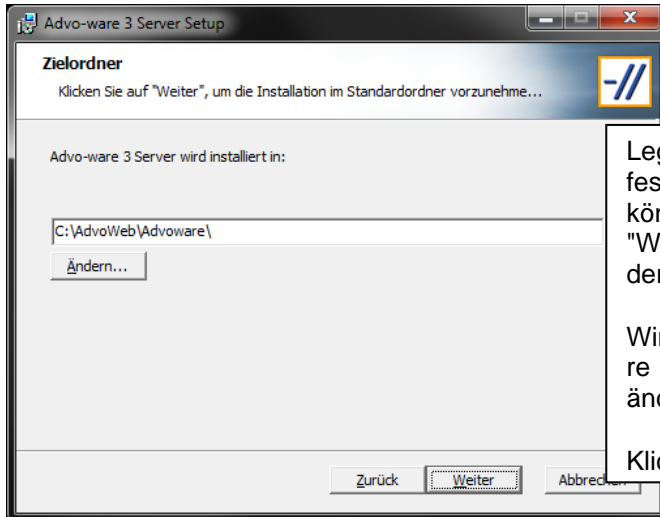 Advo-ware 3 Server Setup
Zielordner
Klicken Sie auf "Weiter", um die Installation im Standardordner vorzunehme...
Advo-ware 3 Server wird installiert in:
C:\AdvoWeb\Advoware\
Ändern...
Zurück
Weiter
re